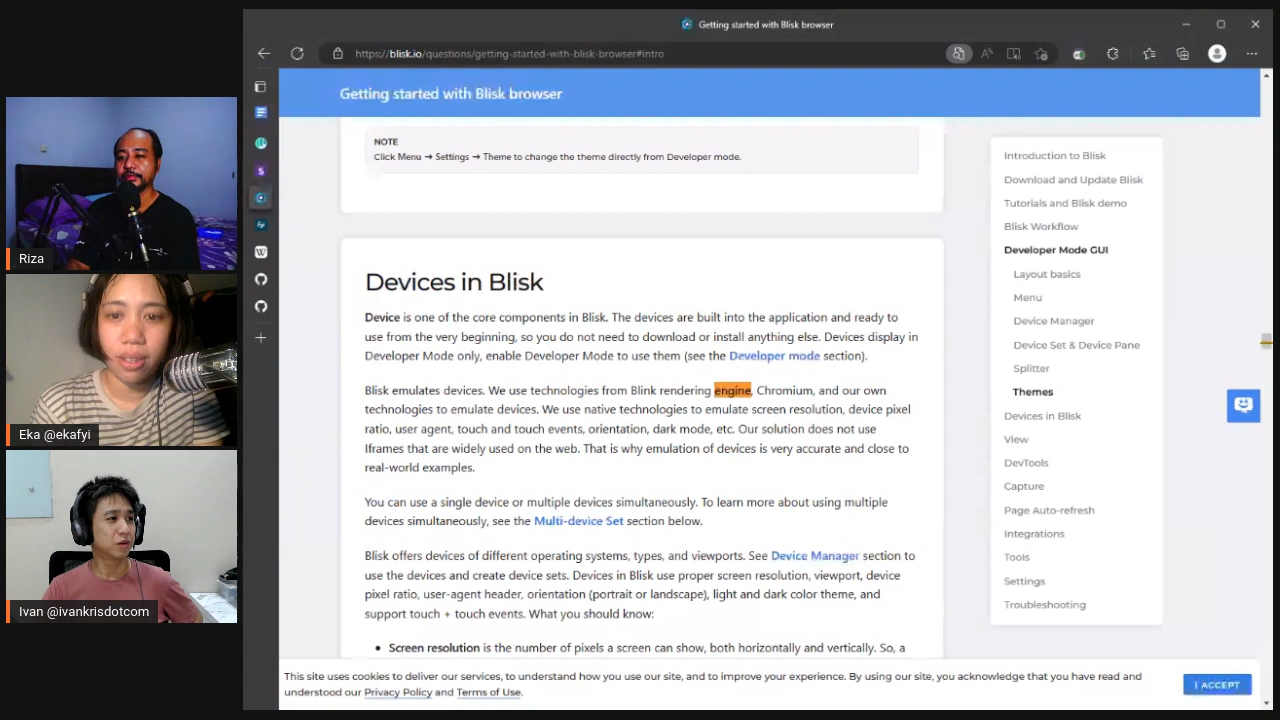 Getting started with Blisk browser
https://blisk.io/questions/getting-started-with-blisk-browser#intro
Getting started with Blisk browser
NOTE
Click Menu → Settings → Theme to change the theme directly from Developer mode.
Devices in Blisk
Device is one of the core components in Blisk. The devices are built into the application and ready to
use from the very beginning, so you do not need to download or install anything else. Devices display in
Developer Mode only, enable Developer Mode to use them (see the Developer mode section).
Blisk emulates devices. We use technologies from Blink rendering engine, Chromium, and our own
technologies to emulate devices. We use native technologies to emulate screen resolution, device pixel
ratio, user agent, touch and touch events, orientation, dark mode, etc. Our solution does not use
Iframes that are widely used on the web. That is why emulation of devices is very accurate and close to
real-world examples.
You can use a single device or multiple devices simultaneously. To learn more about using multiple
devices simultaneously, see the Multi-device Set section below.
Blisk offers devices of different operating systems, types, and viewports. See Device Manager section to
use the devices and create device sets. Devices in Blisk use proper screen resolution, viewport, device
pixel ratio, user-agent header, orientation (portrait or landscape), light and dark color theme, and
support touch + touch events. What you should know:
• Screen resolution is the number of pixels a screen can show, both horizontally and vertically. So, a
Introduction to Blisk
Download and Update Blisk
Tutorials and Blisk demo
Blisk Workflow
Developer Mode GUI
Layout basics
Menu
Device Manager
Device Set & Device Pane
Splitter
Themes
Devices in Blisk
View
DevTools
Capture
Page Auto-refresh
Integrations
Tools
Settings
Troubleshooting
This site uses cookies to deliver our services, to understand how you use our site, and to improve your experience. By using our site, you acknowledge that you have read and
understood our Privacy Policy and Terms of Use.
I ACCEPT
Riza
Eka @ekafyi
Ivan @ivankrisdotcom